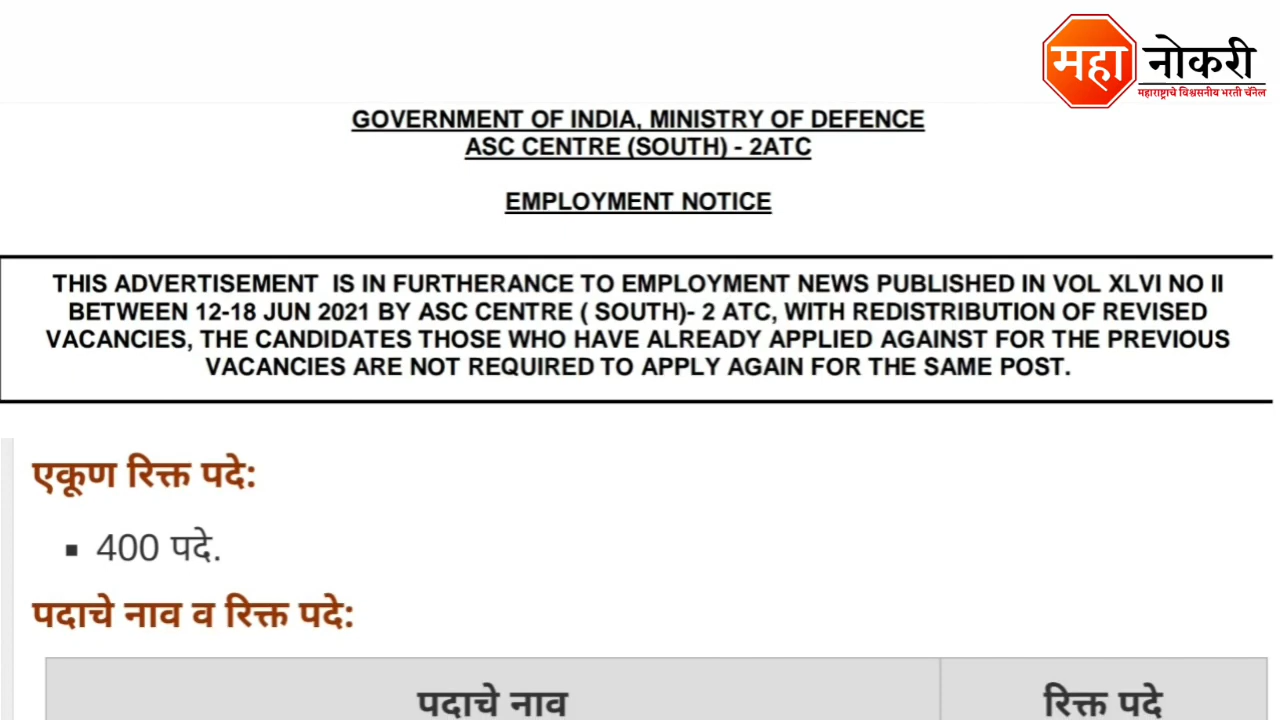 महा नोकरी
महाराष्ट्राचे विश्वसनीय भरती चॅनेल
GOVERNMENT OF INDIA, MINISTRY OF DEFENCE
ASC CENTRE (SOUTH) - 2ATC
EMPLOYMENT NOTICE
THIS ADVERTISEMENT IS IN FURTHERANCE TO EMPLOYMENT NEWS PUBLISHED IN VOL XLVI NO II
BETWEEN 12-18 JUN 2021 BY ASC CENTRE ( SOUTH)- 2 ATC, WITH REDISTRIBUTION OF REVISED
VACANCIES, THE CANDIDATES THOSE WHO HAVE ALREADY APPLIED AGAINST FOR THE PREVIOUS
VACANCIES ARE NOT REQUIRED TO APPLY AGAIN FOR THE SAME POST.
एकूण रिक्त पदे:
▪ 400 पदे.
पदाचे नाव व रिक्त पदे:
पदाचे नाव रिक्त पदे